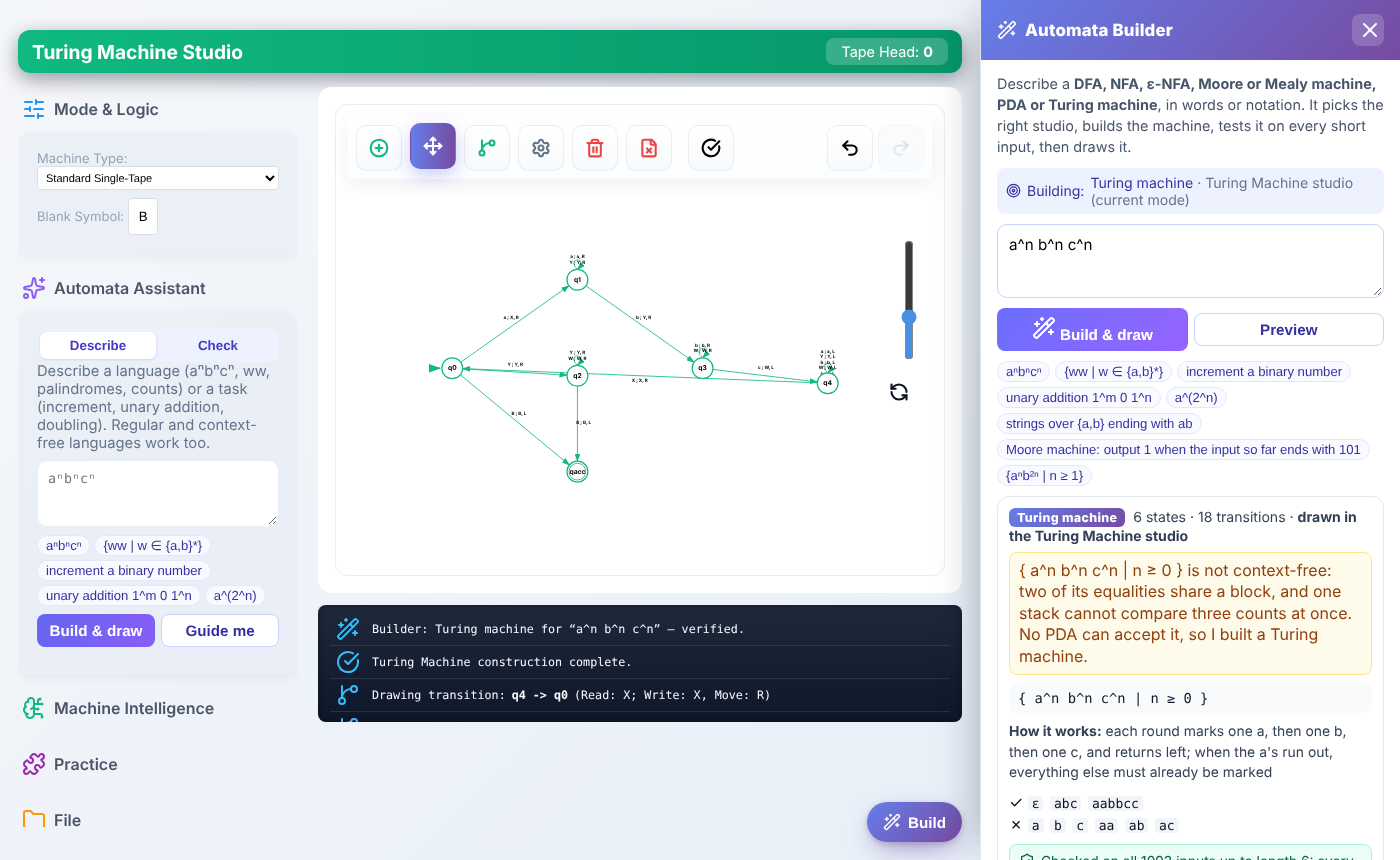 Turing Machine Studio
Tape Head: 0
Mode & Logic
Machine Type:
Standard Single-Tape
Blank Symbol: B
Automata Assistant
Describe Check
Describe a language (aⁿbⁿcⁿ, ww,
palindromes, counts) or a task
(increment, unary addition,
doubling). Regular and context-
free languages work too.
aⁿbⁿcⁿ
aⁿbⁿcⁿ {ww | w ∈ {a,b}*}
increment a binary number
unary addition 1^m 0 1^n a^(2^n)
Build & draw Guide me
Machine Intelligence
Practice
File
a ; a, R
q1
a ; X, R
b ; Y, R
Y ; Y, R
b ; b, R
a ; a, L
Y ; Y, L
b ; b, L
q0
Y ; Y, R
q2
q3
c ; W, L
X ; X, R
q4
B ; B, L
B ; B, L
qacc
Builder: Turing machine for “a^n b^n c^n” — verified.
Turing Machine construction complete.
Drawing transition: q4 -> q0 (Read: X; Write: X, Move: R)
Build
Automata Builder
Describe a DFA, NFA, ε-NFA, Moore or Mealy machine,
PDA or Turing machine, in words or notation. It picks the
right studio, builds the machine, tests it on every short
input, then draws it.
Building: Turing machine · Turing Machine studio
(current mode)
a^n b^n c^n
Build & draw Preview
aⁿbⁿcⁿ {ww | w ∈ {a,b}*} increment a binary number
unary addition 1^m 0 1^n a^(2^n)
strings over {a,b} ending with ab
Moore machine: output 1 when the input so far ends with 101
{aⁿb²ⁿ | n ≥ 1}
Turing machine 6 states · 18 transitions · drawn in
the Turing Machine studio
{ a^n b^n c^n | n ≥ 0 } is not context-free:
two of its equalities share a block, and one
stack cannot compare three counts at once.
No PDA can accept it, so I built a Turing
machine.
{ a^n b^n c^n | n ≥ 0 }
How it works: each round marks one a, then one b,
then one c, and returns left; when the a's run out,
everything else must already be marked
ε abc aabbcc
a b c aa ab ac